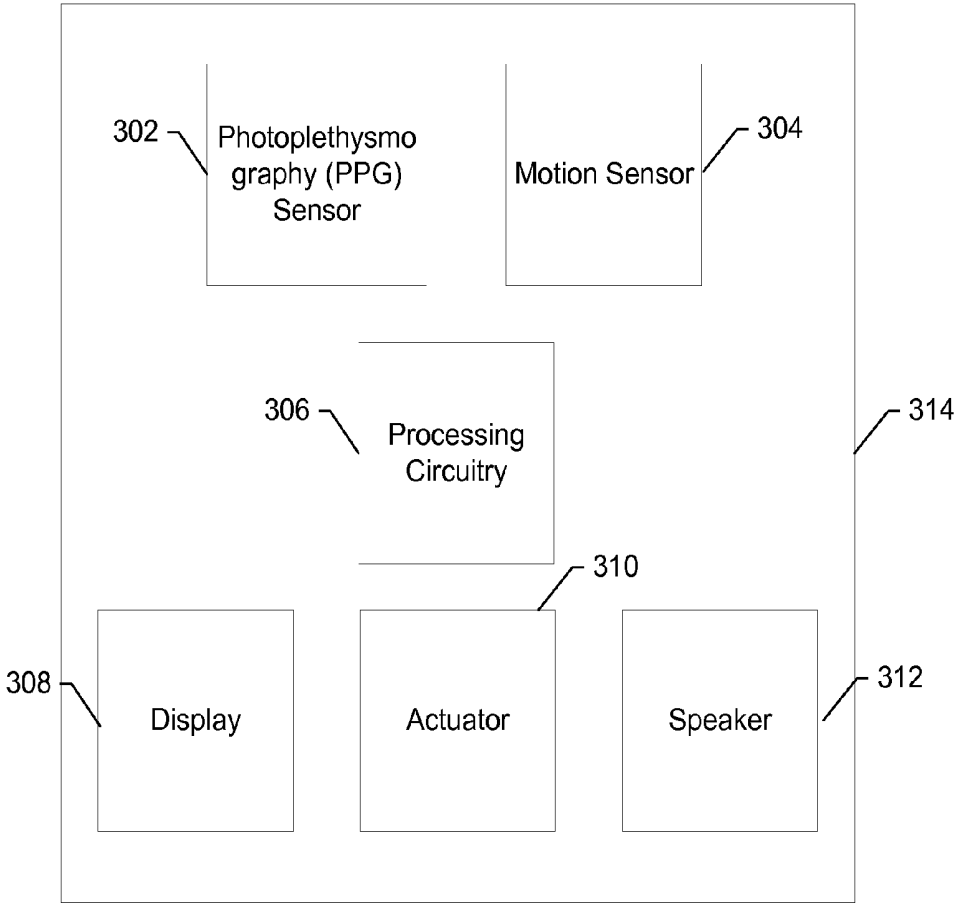 302
Photoplethysmo
graphy (PPG)
Sensor
Motion Sensor
304
306
Processing
Circuitry
314
310
308
Display
Actuator
Speaker
312